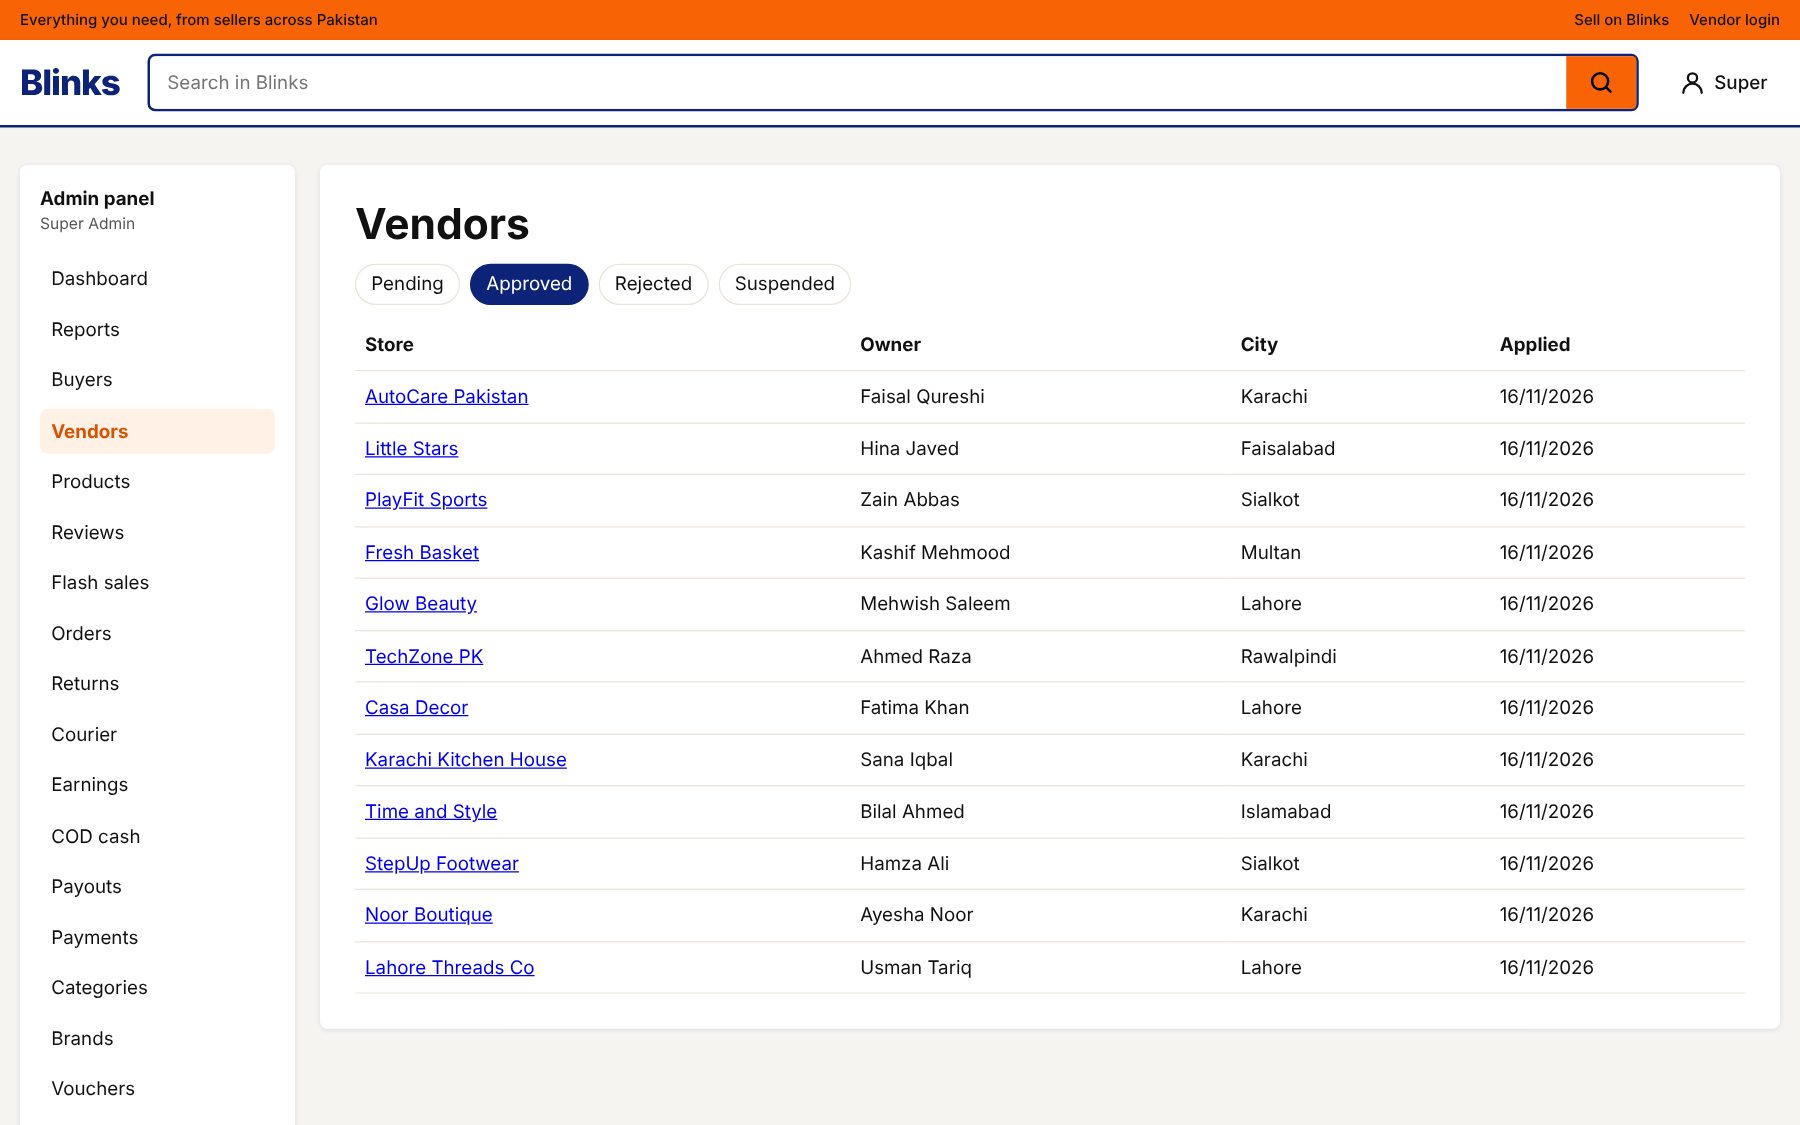 Everything you need, from sellers across Pakistan
Sell on Blinks
Vendor login
Blinks
Search in Blinks
Super
Admin panel
Super Admin
Dashboard
Reports
Buyers
Vendors
Products
Reviews
Flash sales
Orders
Returns
Courier
Earnings
COD cash
Payouts
Payments
Categories
Brands
Vouchers
Vendors
Pending Approved Rejected Suspended
Store Owner City Applied
AutoCare Pakistan Faisal Qureshi Karachi 16/11/2026
Little Stars Hina Javed Faisalabad 16/11/2026
PlayFit Sports Zain Abbas Sialkot 16/11/2026
Fresh Basket Kashif Mehmood Multan 16/11/2026
Glow Beauty Mehwish Saleem Lahore 16/11/2026
TechZone PK Ahmed Raza Rawalpindi 16/11/2026
Casa Decor Fatima Khan Lahore 16/11/2026
Karachi Kitchen House Sana Iqbal Karachi 16/11/2026
Time and Style Bilal Ahmed Islamabad 16/11/2026
StepUp Footwear Hamza Ali Sialkot 16/11/2026
Noor Boutique Ayesha Noor Karachi 16/11/2026
Lahore Threads Co Usman Tariq Lahore 16/11/2026